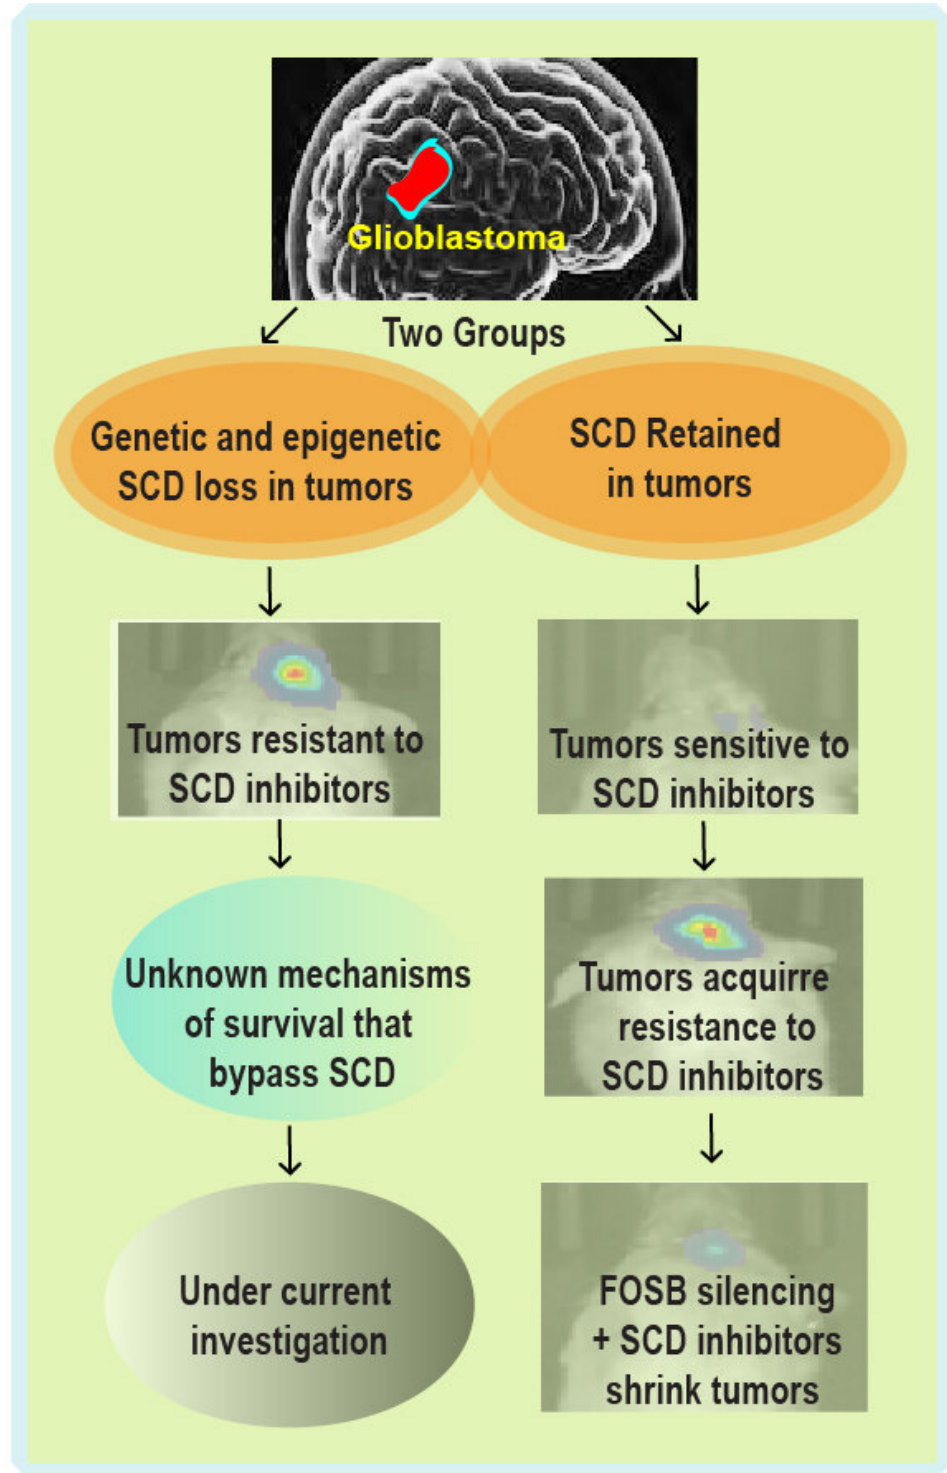 Glioblastoma
Two Groups
Genetic and epigenetic
SCD loss in tumors
SCD Retained
in tumors
Tumors resistant to
SCD inhibitors
Tumors sensitive to
SCD inhibitors
Unknown mechanisms
of survival that
bypass SCD
Tumors acquirre
resistance to
SCD inhibitors
Under current
investigation
FOSB silencing
+ SCD inhibitors
shrink tumors